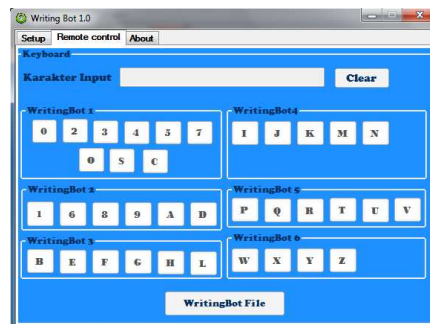 Writing Bot 1.0
Setup Remote control About
Keyboard
Karakter Input
Clear
WritingBot 1
0 2 3 4 5 7
O S C
WritingBot4
I J K M N
WritingBot 2
1 6 8 9 A D
WritingBot 5
P Q R T U V
WritingBot 3
B E F G H L
WritingBot 6
W X Y Z
WritingBot File